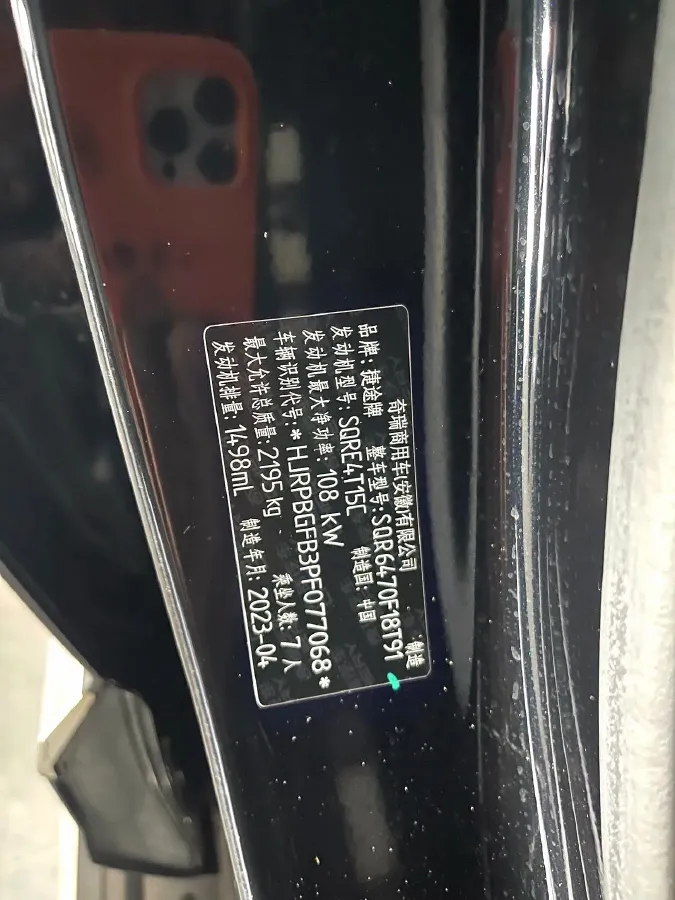 奇瑞商用车安徽有限公司 制造
品牌: 捷途牌 整车型号: SQR6470F18T91
发动机型号: SQRE4T15C 制造国: 中国
发动机最大净功率: 108 kW
车辆识别代号: *HJRPBGFB3PF077068*
最大允许总质量: 2195 kg 乘坐人数: 7 人
发动机排量: 1498mL 制造年月: 2023-04